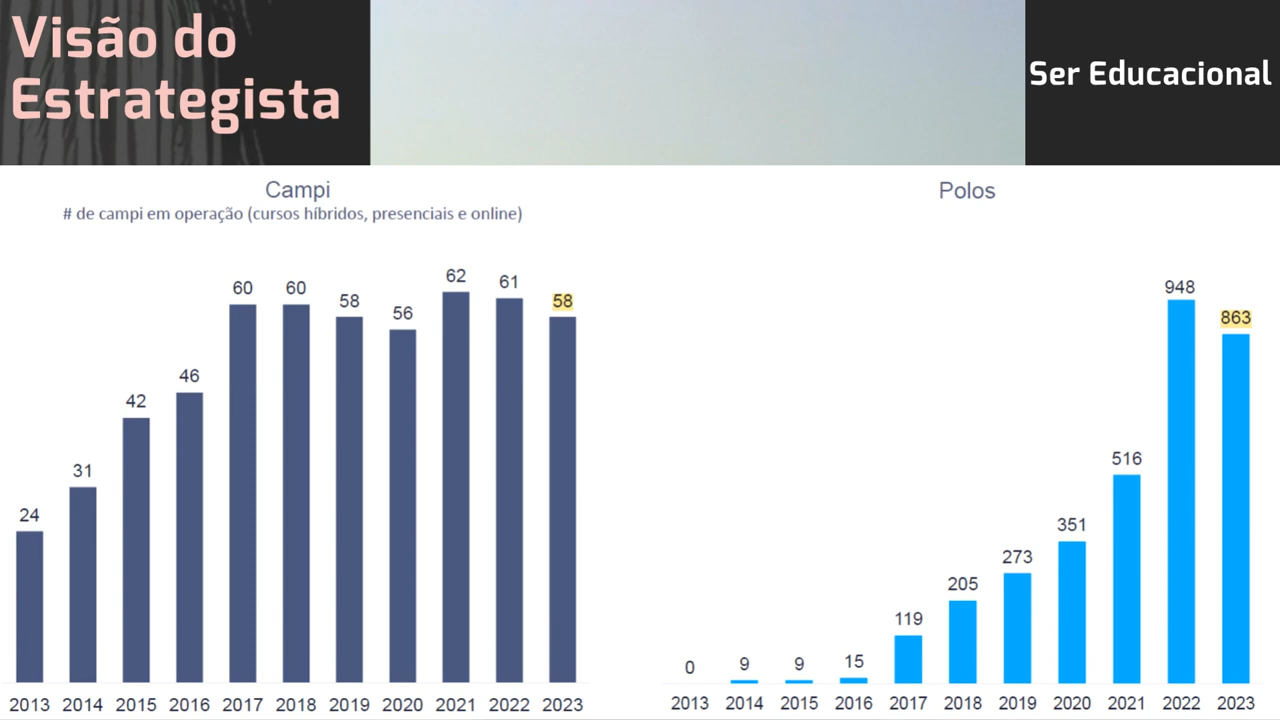 Visão do
Estrategista
Ser Educacional
Campi
# de campi em operação (cursos híbridos, presenciais e online)
24 31 42 46 60 60 58 56 62 61 58
2013 2014 2015 2016 2017 2018 2019 2020 2021 2022 2023
Polos
0 9 9 15 119 205 273 351 516 948 863
2013 2014 2015 2016 2017 2018 2019 2020 2021 2022 2023